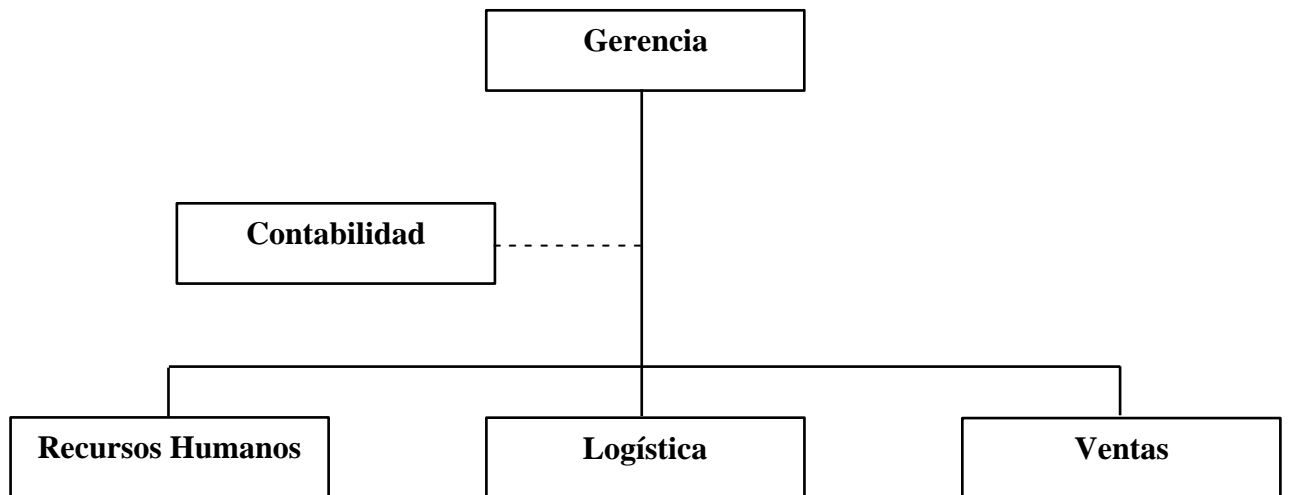 Gerencia
Contabilidad
Recursos Humanos
Logística
Ventas